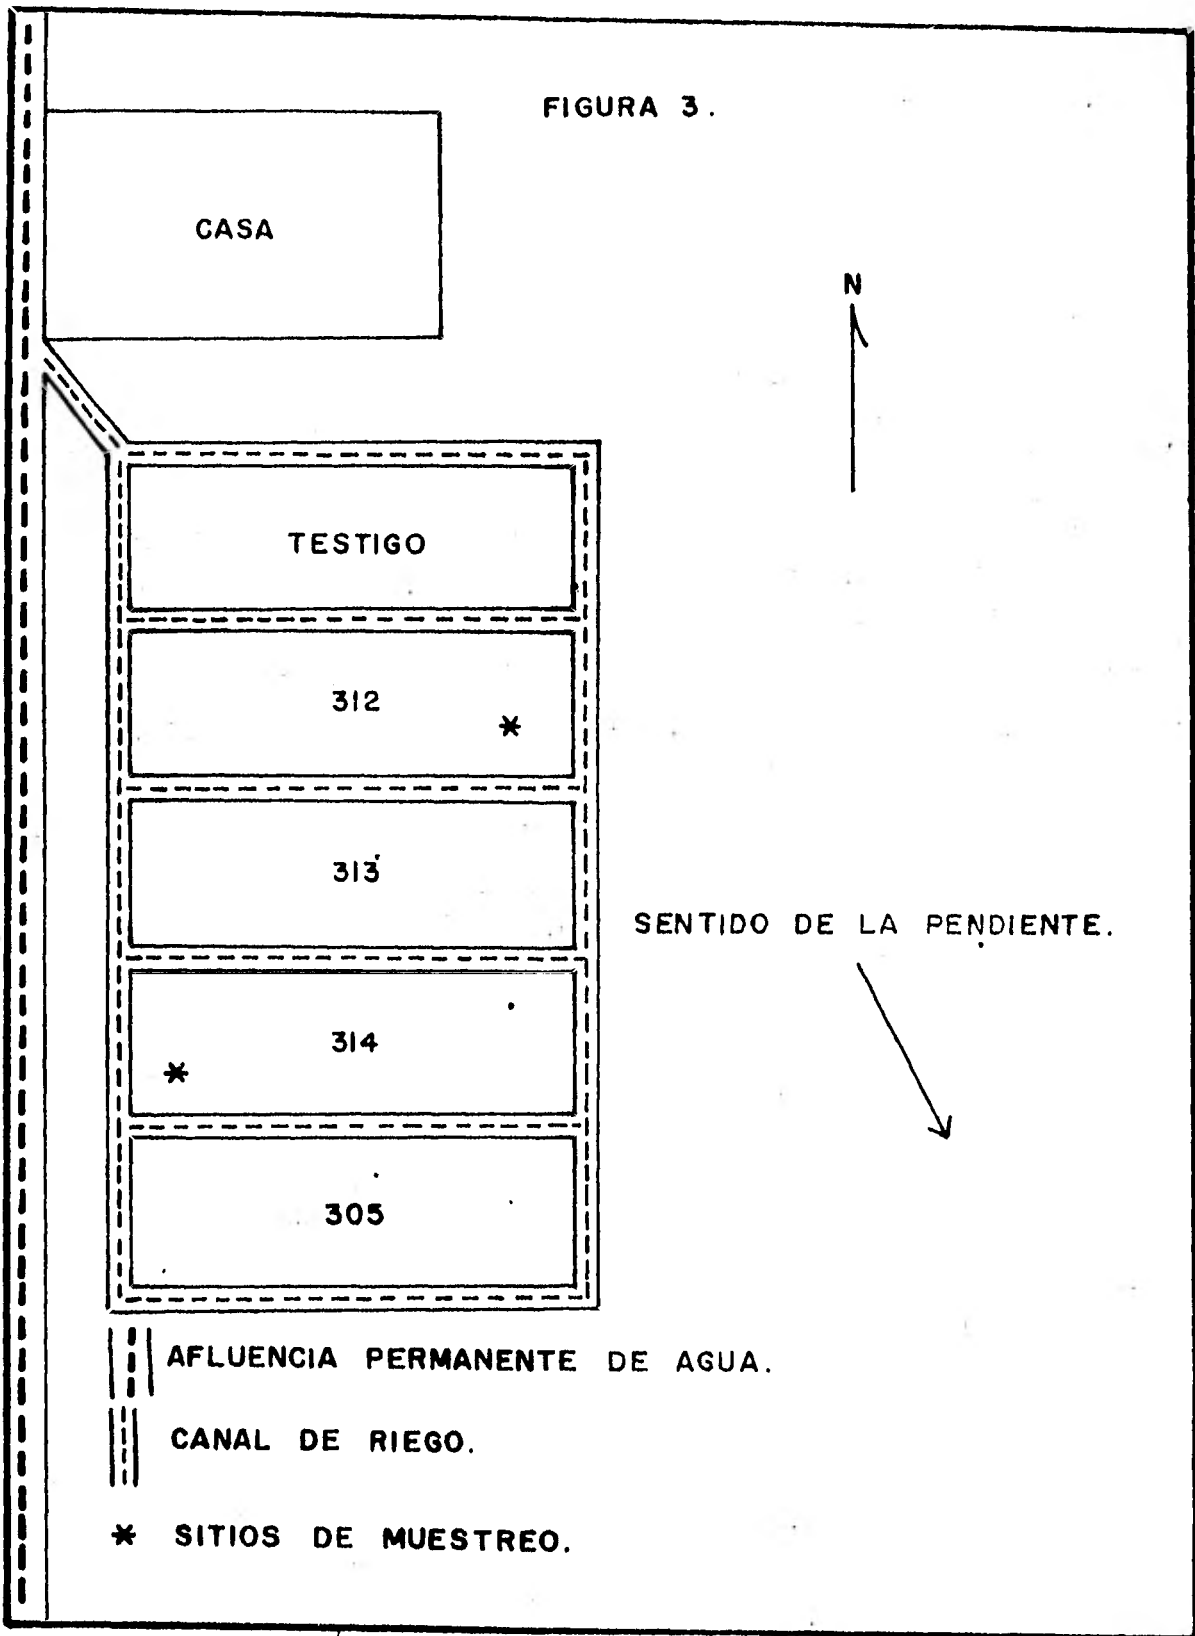 FIGURA 3.
CASA
N
TESTIGO
312
313
SENTIDO DE LA PENDIENTE.
314
305
AFLUENCIA PERMANENTE DE AGUA.
CANAL DE RIEGO.
* SITIOS DE MUESTREO.